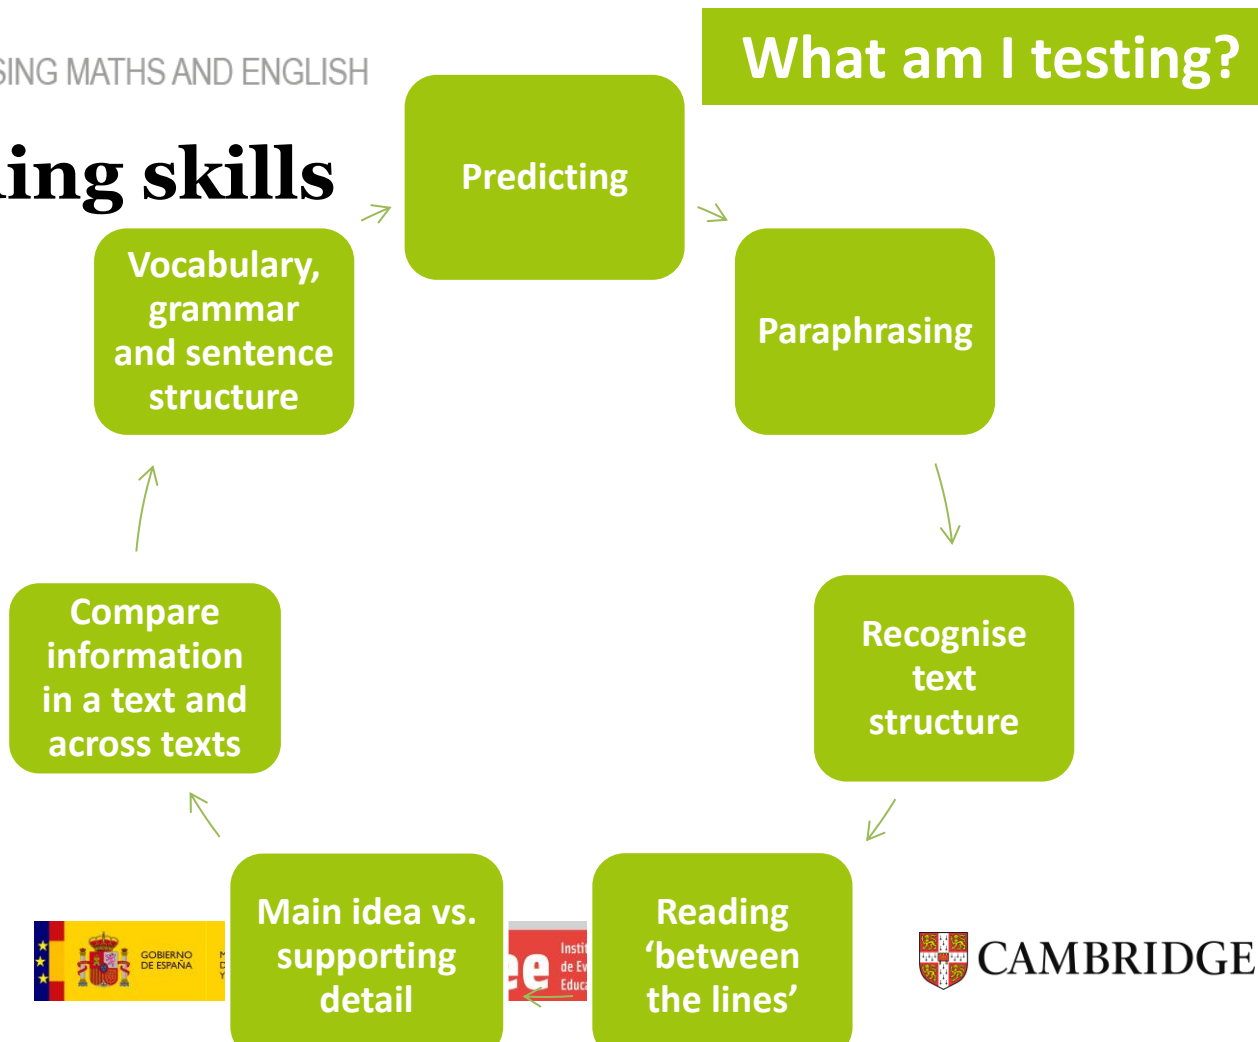 SING MATHS AND ENGLISH
What am I testing?
ing skills
Predicting
Paraphrasing
Recognise
text
structure
Reading
‘between
the lines’
Main idea vs.
supporting
detail
Compare
information
in a text and
across texts
Vocabulary,
grammar
and sentence
structure
GOBIERNO
DE ESPAÑA
ee
CAMBRIDGE